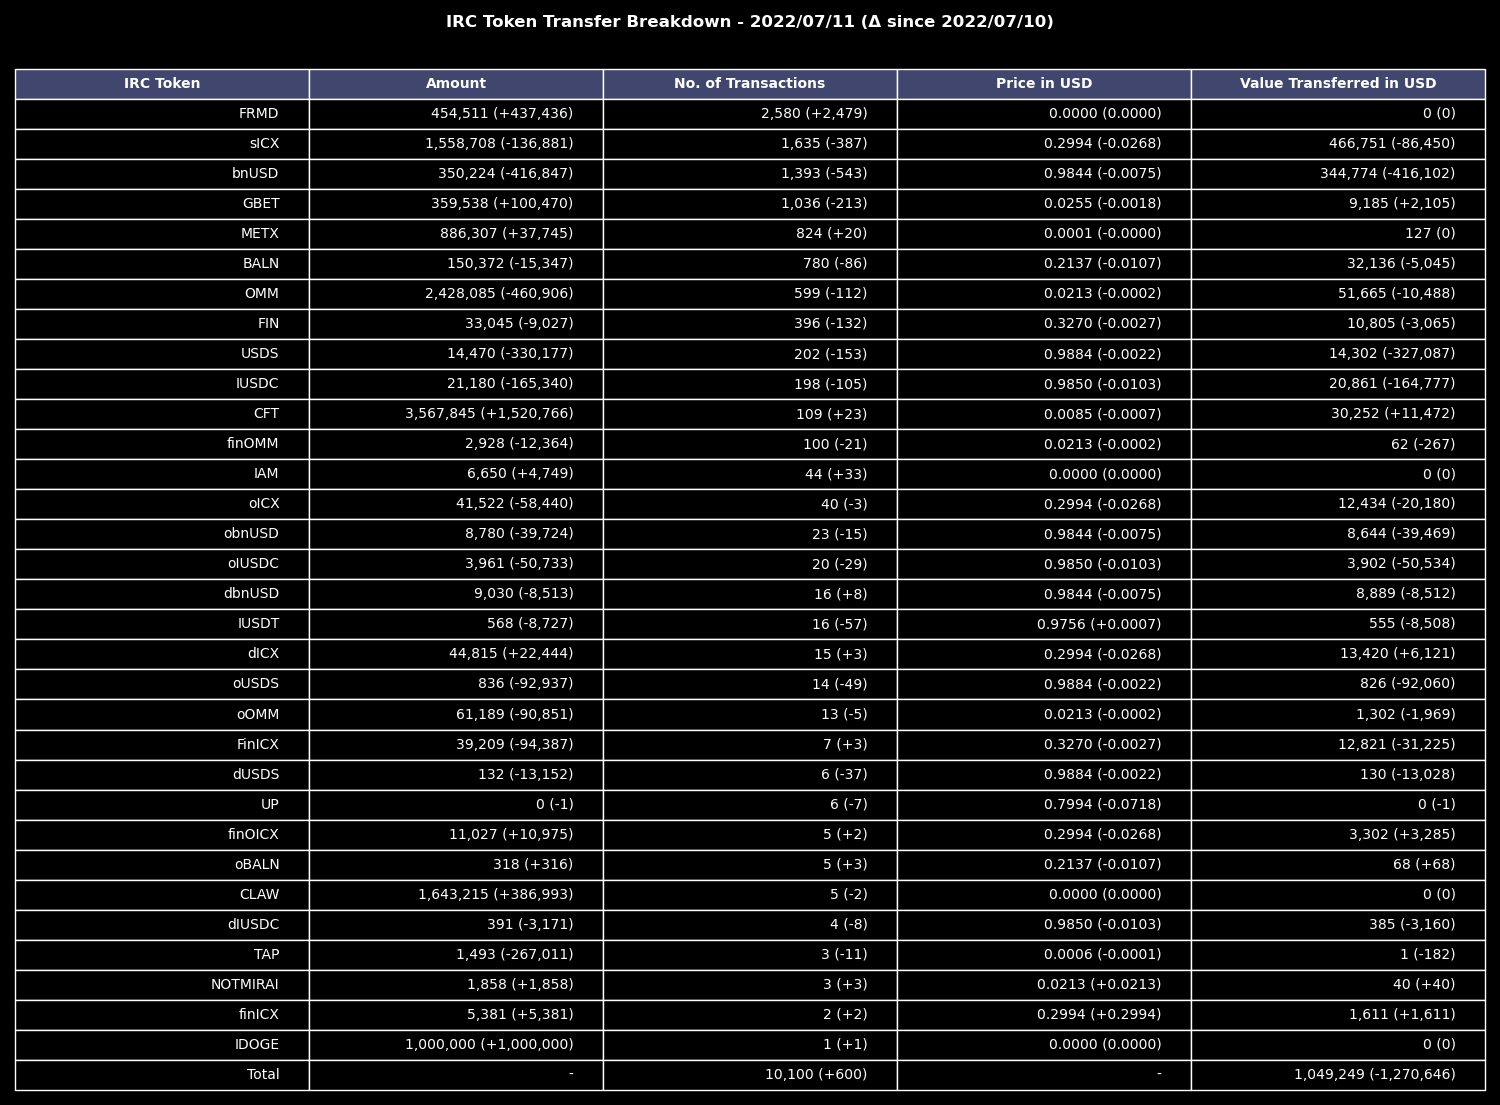 IRC Token Transfer Breakdown - 2022/07/11 (Δ since 2022/07/10)
IRC Token Amount No. of Transactions Price in USD Value Transferred in USD
FRMD 454,511 (+437,436) 2,580 (+2,479) 0.0000 (0.0000) 0 (0)
sICX 1,558,708 (-136,881) 1,635 (-387) 0.2994 (-0.0268) 466,751 (-86,450)
bnUSD 350,224 (-416,847) 1,393 (-543) 0.9844 (-0.0075) 344,774 (-416,102)
GBET 359,538 (+100,470) 1,036 (-213) 0.0255 (-0.0018) 9,185 (+2,105)
METX 886,307 (+37,745) 824 (+20) 0.0001 (-0.0000) 127 (0)
BALN 150,372 (-15,347) 780 (-86) 0.2137 (-0.0107) 32,136 (-5,045)
OMM 2,428,085 (-460,906) 599 (-112) 0.0213 (-0.0002) 51,665 (-10,488)
FIN 33,045 (-9,027) 396 (-132) 0.3270 (-0.0027) 10,805 (-3,065)
USDS 14,470 (-330,177) 202 (-153) 0.9884 (-0.0022) 14,302 (-327,087)
IUSDC 21,180 (-165,340) 198 (-105) 0.9850 (-0.0103) 20,861 (-164,777)
CFT 3,567,845 (+1,520,766) 109 (+23) 0.0085 (-0.0007) 30,252 (+11,472)
finOMM 2,928 (-12,364) 100 (-21) 0.0213 (-0.0002) 62 (-267)
IAM 6,650 (+4,749) 44 (+33) 0.0000 (0.0000) 0 (0)
oICX 41,522 (-58,440) 40 (-3) 0.2994 (-0.0268) 12,434 (-20,180)
obnUSD 8,780 (-39,724) 23 (-15) 0.9844 (-0.0075) 8,644 (-39,469)
oIUSDC 3,961 (-50,733) 20 (-29) 0.9850 (-0.0103) 3,902 (-50,534)
dbnUSD 9,030 (-8,513) 16 (+8) 0.9844 (-0.0075) 8,889 (-8,512)
IUSDT 568 (-8,727) 16 (-57) 0.9756 (+0.0007) 555 (-8,508)
dICX 44,815 (+22,444) 15 (+3) 0.2994 (-0.0268) 13,420 (+6,121)
oUSDS 836 (-92,937) 14 (-49) 0.9884 (-0.0022) 826 (-92,060)
oOMM 61,189 (-90,851) 13 (-5) 0.0213 (-0.0002) 1,302 (-1,969)
FinICX 39,209 (-94,387) 7 (+3) 0.3270 (-0.0027) 12,821 (-31,225)
dUSDS 132 (-13,152) 6 (-37) 0.9884 (-0.0022) 130 (-13,028)
UP 0 (-1) 6 (-7) 0.7994 (-0.0718) 0 (-1)
finOICX 11,027 (+10,975) 5 (+2) 0.2994 (-0.0268) 3,302 (+3,285)
oBALN 318 (+316) 5 (+3) 0.2137 (-0.0107) 68 (+68)
CLAW 1,643,215 (+386,993) 5 (-2) 0.0000 (0.0000) 0 (0)
dIUSDC 391 (-3,171) 4 (-8) 0.9850 (-0.0103) 385 (-3,160)
TAP 1,493 (-267,011) 3 (-11) 0.0006 (-0.0001) 1 (-182)
NOTMIRAI 1,858 (+1,858) 3 (+3) 0.0213 (+0.0213) 40 (+40)
finICX 5,381 (+5,381) 2 (+2) 0.2994 (+0.2994) 1,611 (+1,611)
IDOGE 1,000,000 (+1,000,000) 1 (+1) 0.0000 (0.0000) 0 (0)
Total - 10,100 (+600) - 1,049,249 (-1,270,646)